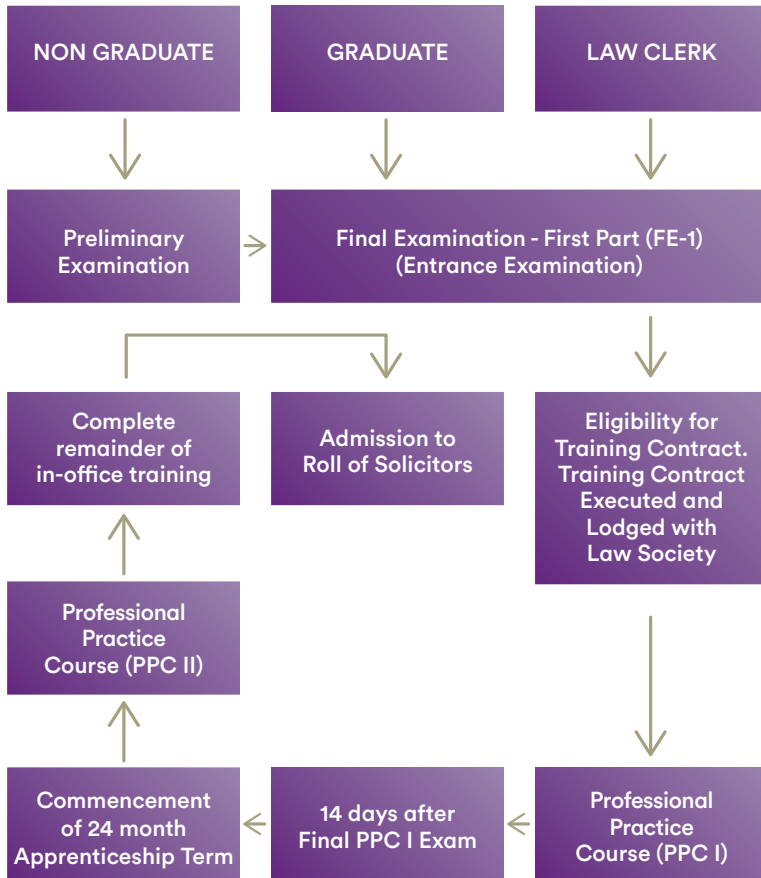 NON GRADUATE
GRADUATE
LAW CLERK
Preliminary
Examination
Final Examination - First Part (FE-1)
(Entrance Examination)
Complete
remainder of
in-office training
Admission to
Roll of Solicitors
Eligibility for
Training Contract.
Training Contract
Executed and
Lodged with
Law Society
Professional
Practice
Course (PPC II)
Commencement
of 24 month
Apprenticeship Term
14 days after
Final PPC I Exam
Professional
Practice
Course (PPC I)